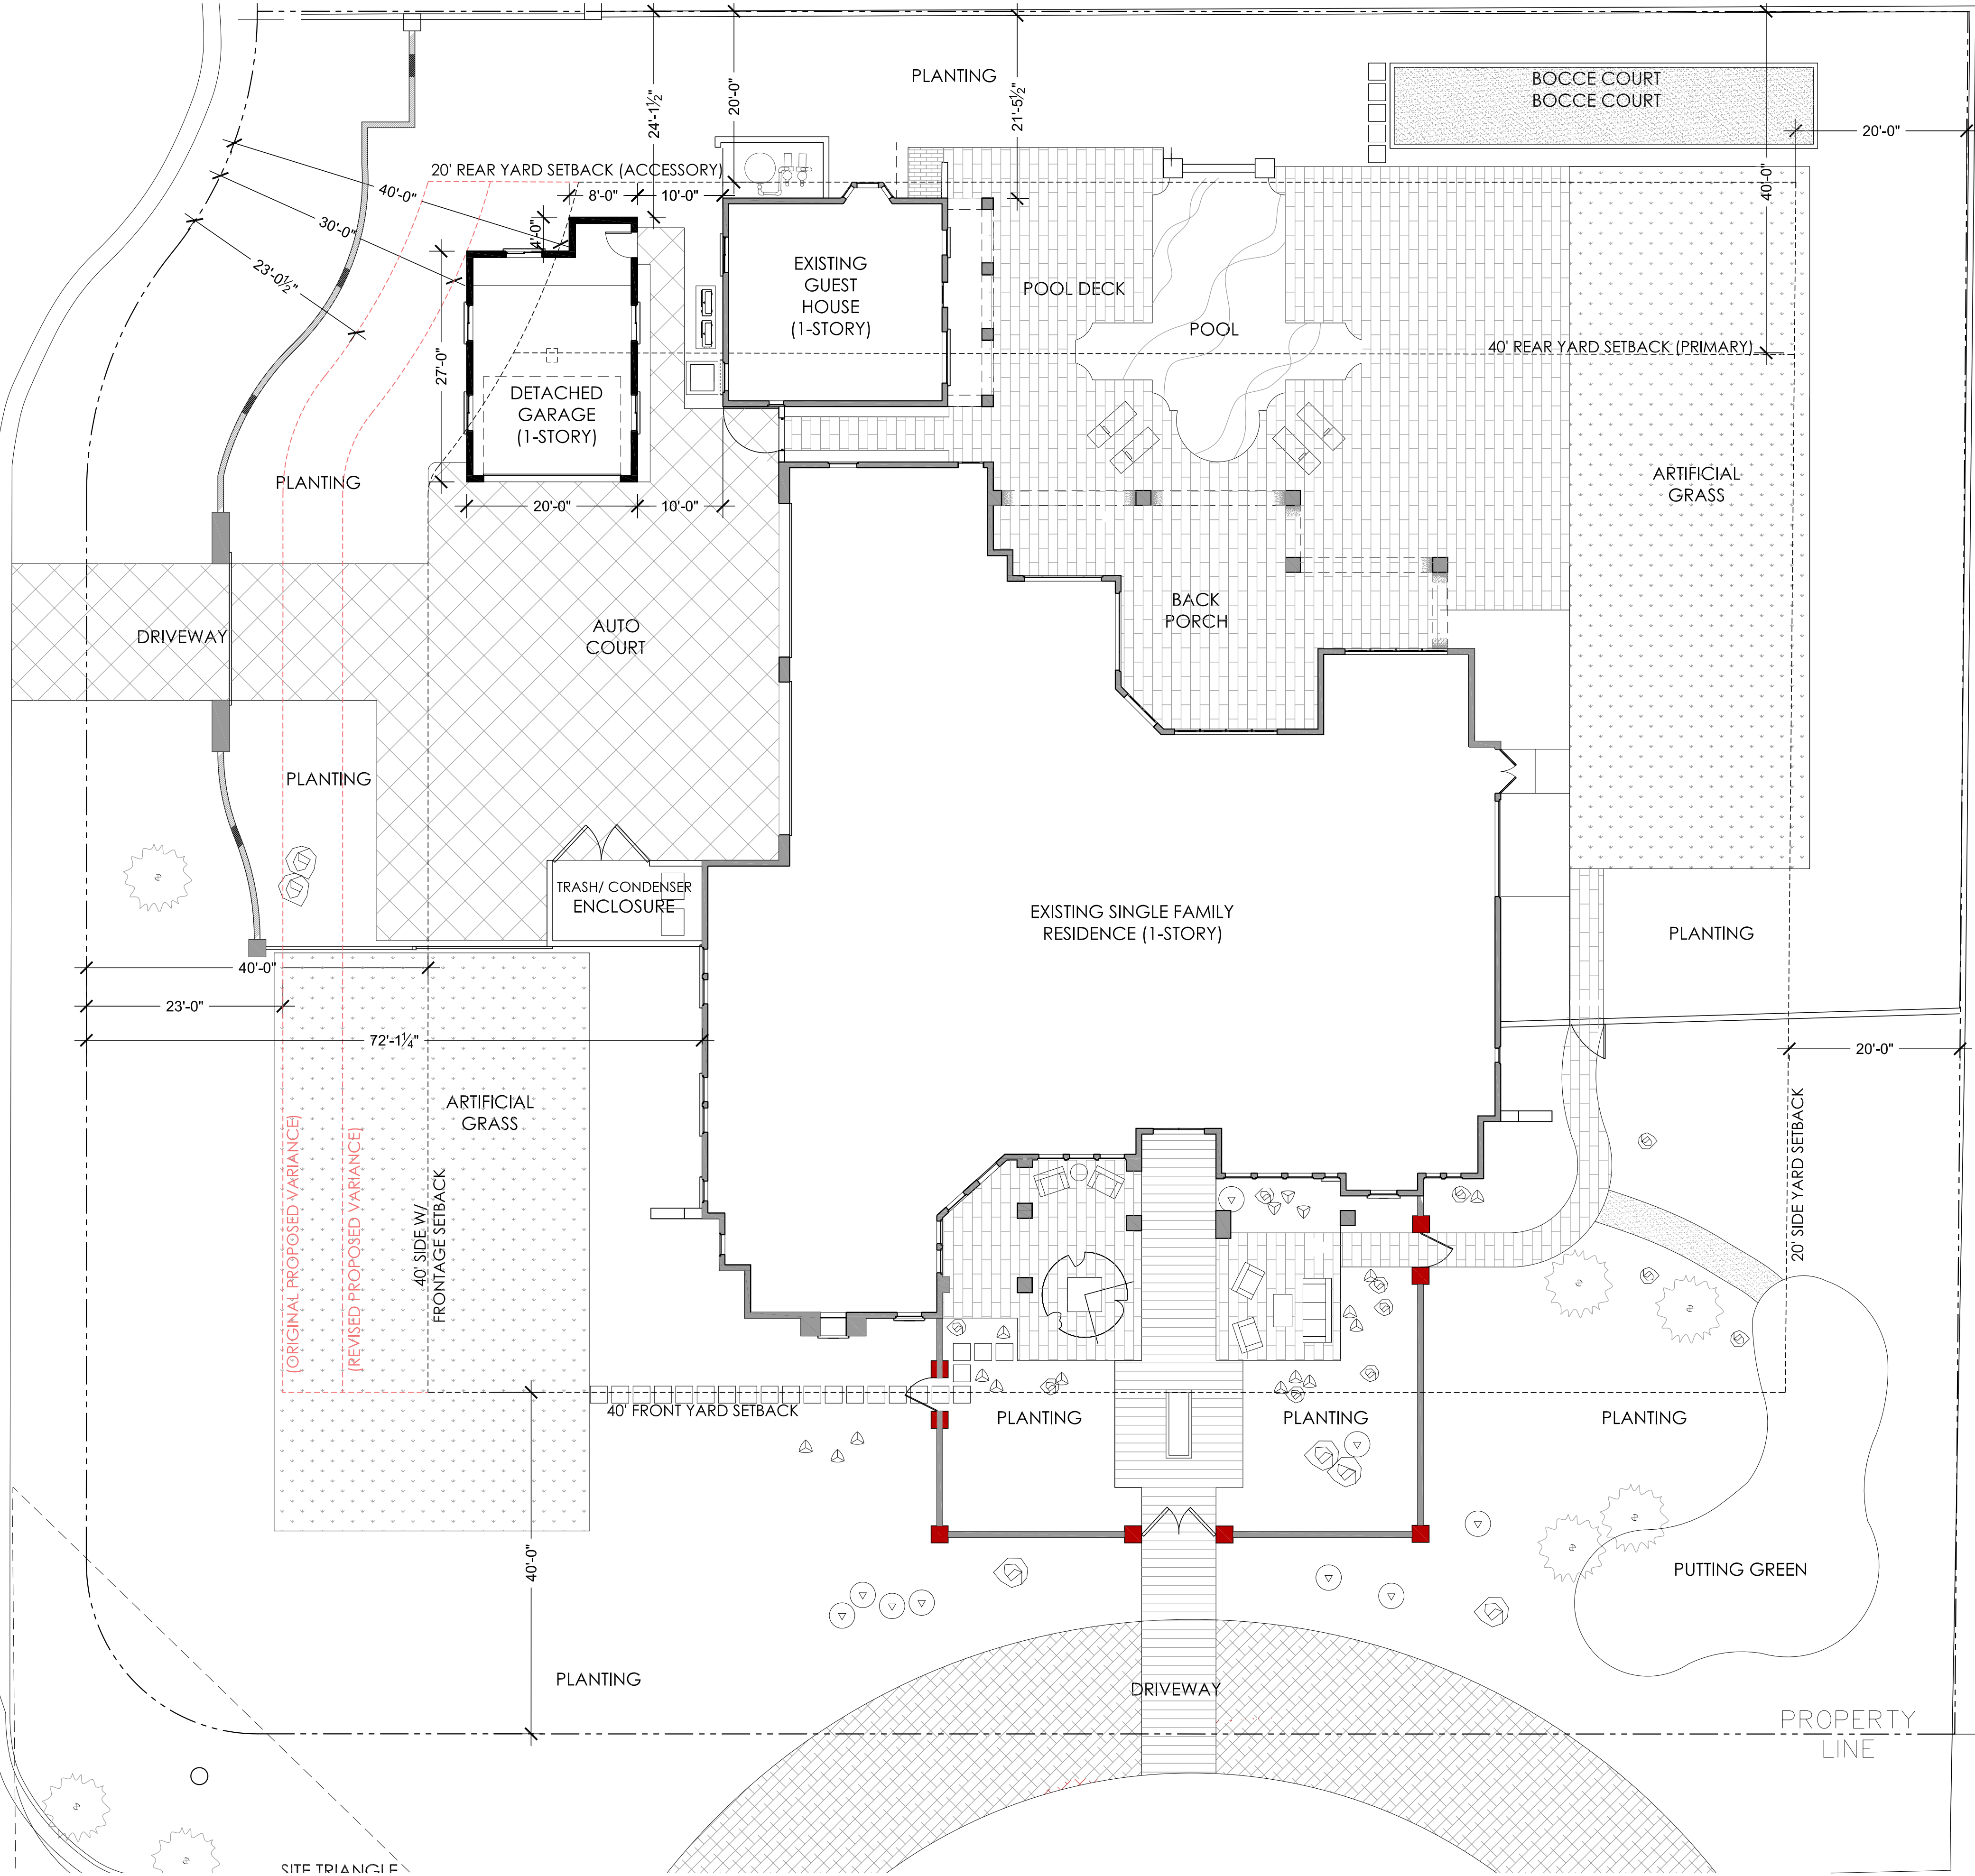 24'-1½"
20'-0"
21'-5½"
PLANTING
BOCCE COURT
BOCCE COURT
20'-0"
40'-0"
20' REAR YARD SETBACK (ACCESSORY)
40'-0"
8'-0"
10'-0"
30'-0"
4'-0"
23'-0½"
EXISTING
GUEST
HOUSE
(1-STORY)
POOL DECK
POOL
40' REAR YARD SETBACK (PRIMARY)
27'-0"
DETACHED
GARAGE
(1-STORY)
PLANTING
20'-0"
10'-0"
ARTIFICIAL
GRASS
DRIVEWAY
AUTO
COURT
BACK
PORCH
PLANTING
TRASH/ CONDENSER
ENCLOSURE
EXISTING SINGLE FAMILY
RESIDENCE (1-STORY)
PLANTING
40'-0"
23'-0"
72'-1¼"
20'-0"
ARTIFICIAL
GRASS
(ORIGINAL PROPOSED VARIANCE)
(REVISED PROPOSED VARIANCE)
40' SIDE W/
FRONTAGE SETBACK
20' SIDE YARD SETBACK
40' FRONT YARD SETBACK
PLANTING
PLANTING
PLANTING
40'-0"
PUTTING GREEN
PLANTING
DRIVEWAY
PROPERTY
LINE
SITE TRIANGLE